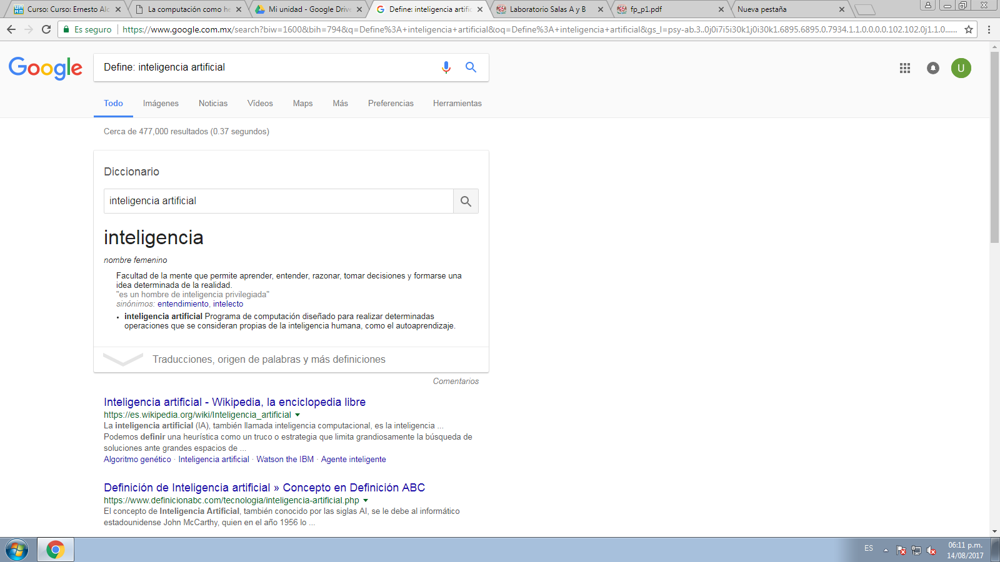 Curso: Curso: Ernesto Alc
La computación como he
Mi unidad - Google Drive
Define: inteligencia artific
Laboratorio Salas A y B
fp_p1.pdf
Nueva pestaña
Es seguro
https://www.google.com.mx/search?biw=1600&bih=794&q=Define%3A+inteligencia+artificial&oq=Define%3A+inteligencia+artificial&gs_l=psy-ab.3..0j0i7i5i30k1j0i30k1.6895.6895.0.7934.1.1.0.0.0.0.102.102.0j1.1.0......
Google
Define: inteligencia artificial
U
Todo
Imágenes
Noticias
Vídeos
Maps
Más
Preferencias
Herramientas
Cerca de 477,000 resultados (0.37 segundos)
Diccionario
inteligencia artificial
inteligencia
nombre femenino
Facultad de la mente que permite aprender, entender, razonar, tomar decisiones y formarse una
idea determinada de la realidad.
"es un hombre de inteligencia privilegiada"
sinónimos: entendimiento, intelecto
• inteligencia artificial Programa de computación diseñado para realizar determinadas
operaciones que se consideran propias de la inteligencia humana, como el autoaprendizaje.
Traducciones, origen de palabras y más definiciones
Comentarios
Inteligencia artificial - Wikipedia, la enciclopedia libre
https://es.wikipedia.org/wiki/Inteligencia_artificial
La inteligencia artificial (IA), también llamada inteligencia computacional, es la inteligencia ...
Podemos definir una heurística como un truco o estrategia que limita grandiosamente la búsqueda de
soluciones ante grandes espacios de ...
Algoritmo genético · Inteligencia artificial · Watson the IBM · Agente inteligente
Definición de Inteligencia artificial » Concepto en Definición ABC
https://www.definicionabc.com/tecnologia/inteligencia-artificial.php
El concepto de Inteligencia Artificial, también conocido por las siglas AI, se le debe al informático
estadounidense John McCarthy, quien en el año 1956 lo ...
ES
06:11 p.m.
14/08/2017